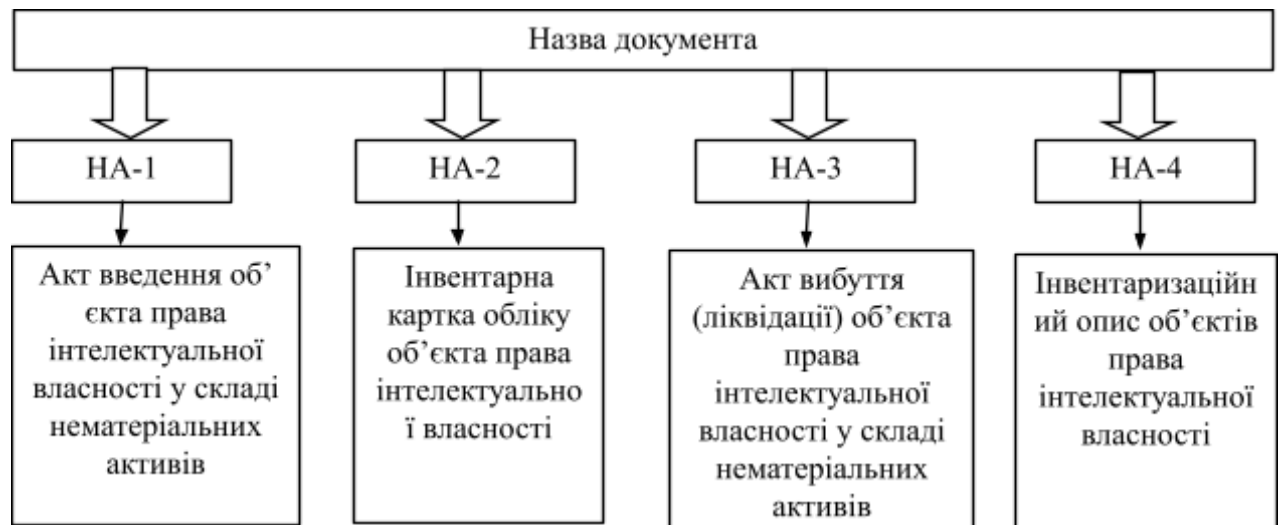 Назва документа
НА-1
НА-2
НА-3
НА-4
Акт введення об’
єкта права
інтелектуальної
власності у складі
нематеріальних
активів
Інвентарна
картка обліку
об’єкта права
інтелектуально
ї власності
Акт вибуття
(ліквідації) об’єкта
права
інтелектуальної
власності у складі
нематеріальних
активів
Інвентаризаційн
ий опис об’єктів
права
інтелектуальної
власності